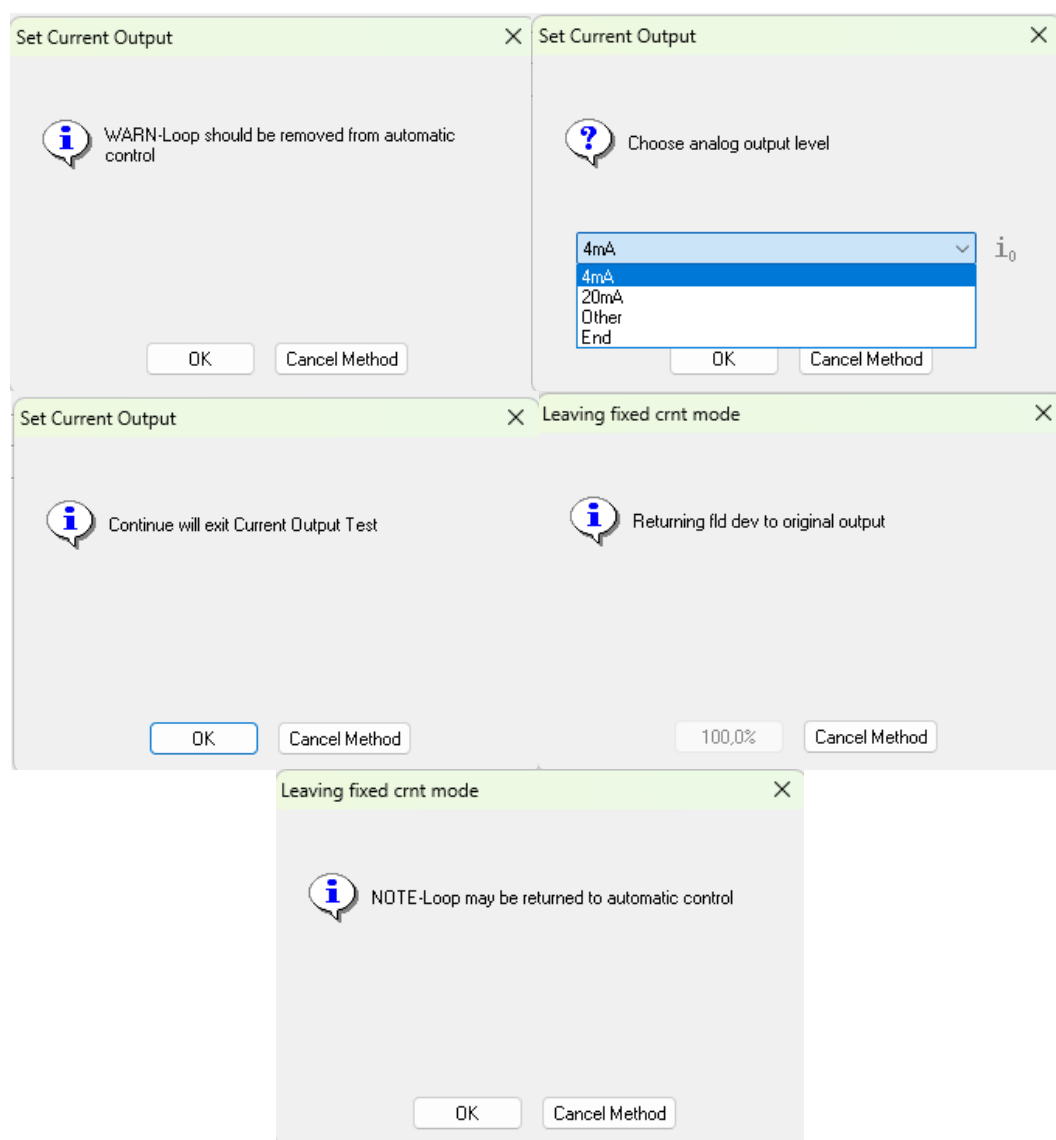 Set Current Output
WARN-Loop should be removed from automatic
control
OK
Cancel Method
Set Current Output
Choose analog output level
4mA
i₀
4mA
20mA
Other
End
OK
Cancel Method
Set Current Output
Continue will exit Current Output Test
OK
Cancel Method
Leaving fixed crnt mode
Returning fld dev to original output
100,0%
Cancel Method
Leaving fixed crnt mode
NOTE-Loop may be returned to automatic control
OK
Cancel Method